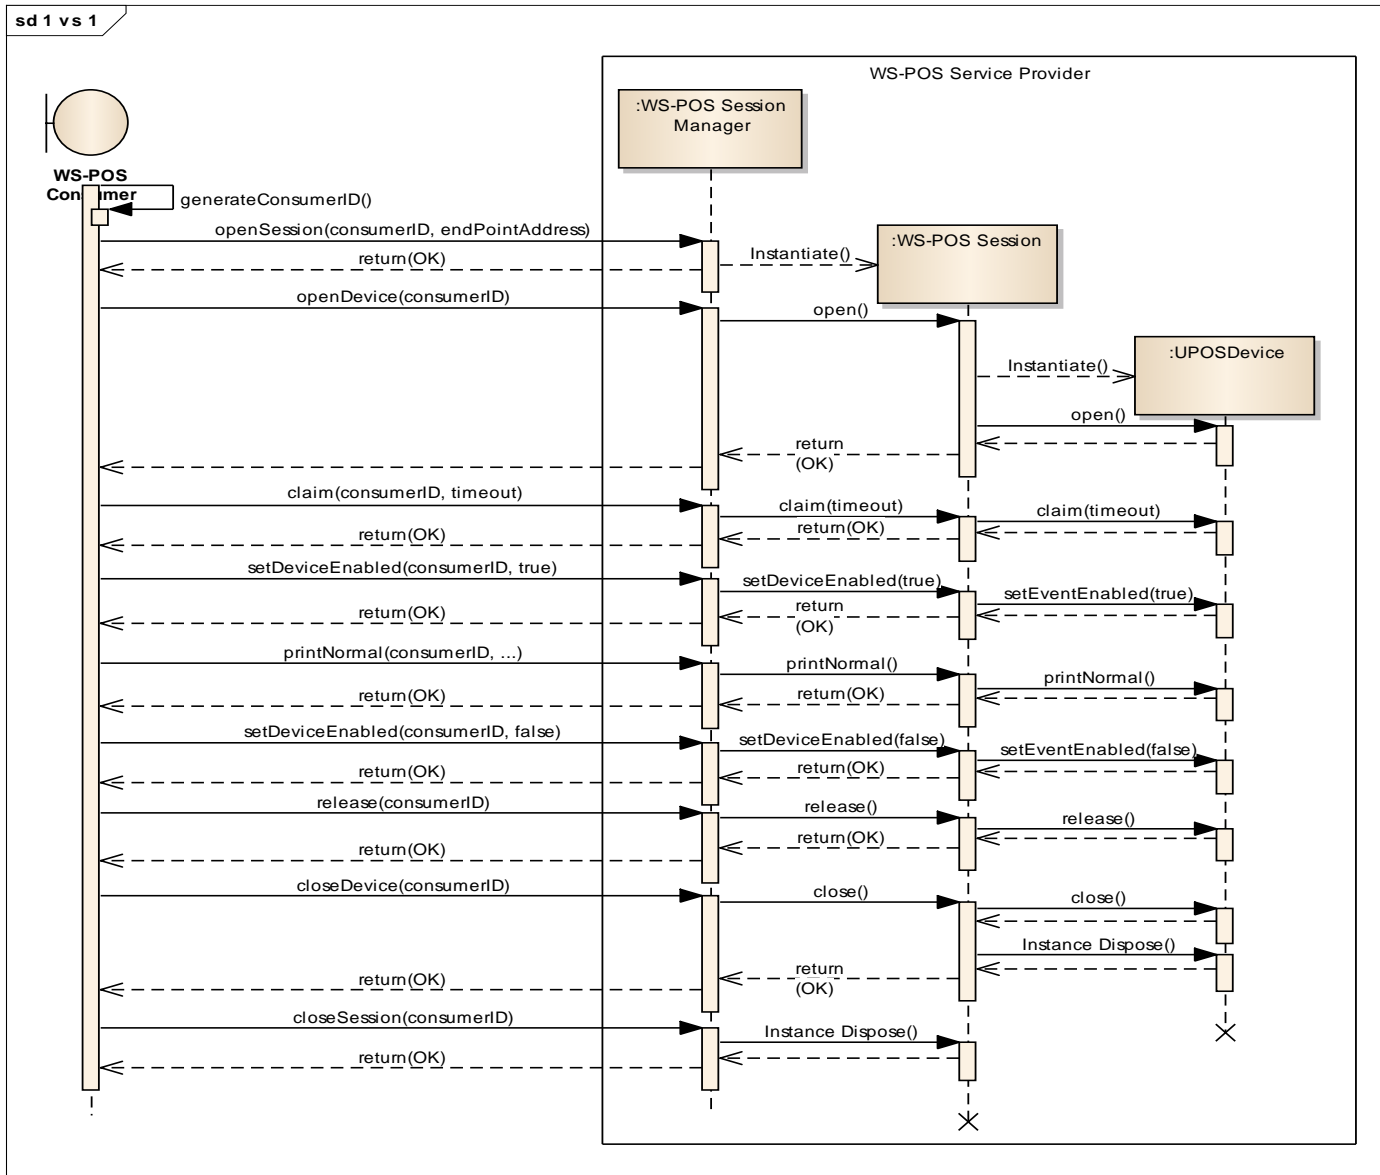 sd 1 vs 1
WS-POS Service Provider
:WS-POS Session
Manager
WS-POS
Consumer
generateConsumerID()
openSession(consumerID, endPointAddress)
:WS-POS Session
Instantiate()
return(OK)
openDevice(consumerID)
open()
:UPOSDevice
Instantiate()
open()
return
(OK)
claim(consumerID, timeout)
claim(timeout)
claim(timeout)
return(OK)
return(OK)
setDeviceEnabled(consumerID, true)
setDeviceEnabled(true)
setEventEnabled(true)
return
(OK)
return(OK)
printNormal(consumerID, ...)
printNormal()
printNormal()
return(OK)
return(OK)
setDeviceEnabled(consumerID, false)
setDeviceEnabled(false)
setEventEnabled(false)
return(OK)
return(OK)
release(consumerID)
release()
release()
return(OK)
return(OK)
closeDevice(consumerID)
close()
close()
Instance Dispose()
return
(OK)
return(OK)
closeSession(consumerID)
Instance Dispose()
return(OK)